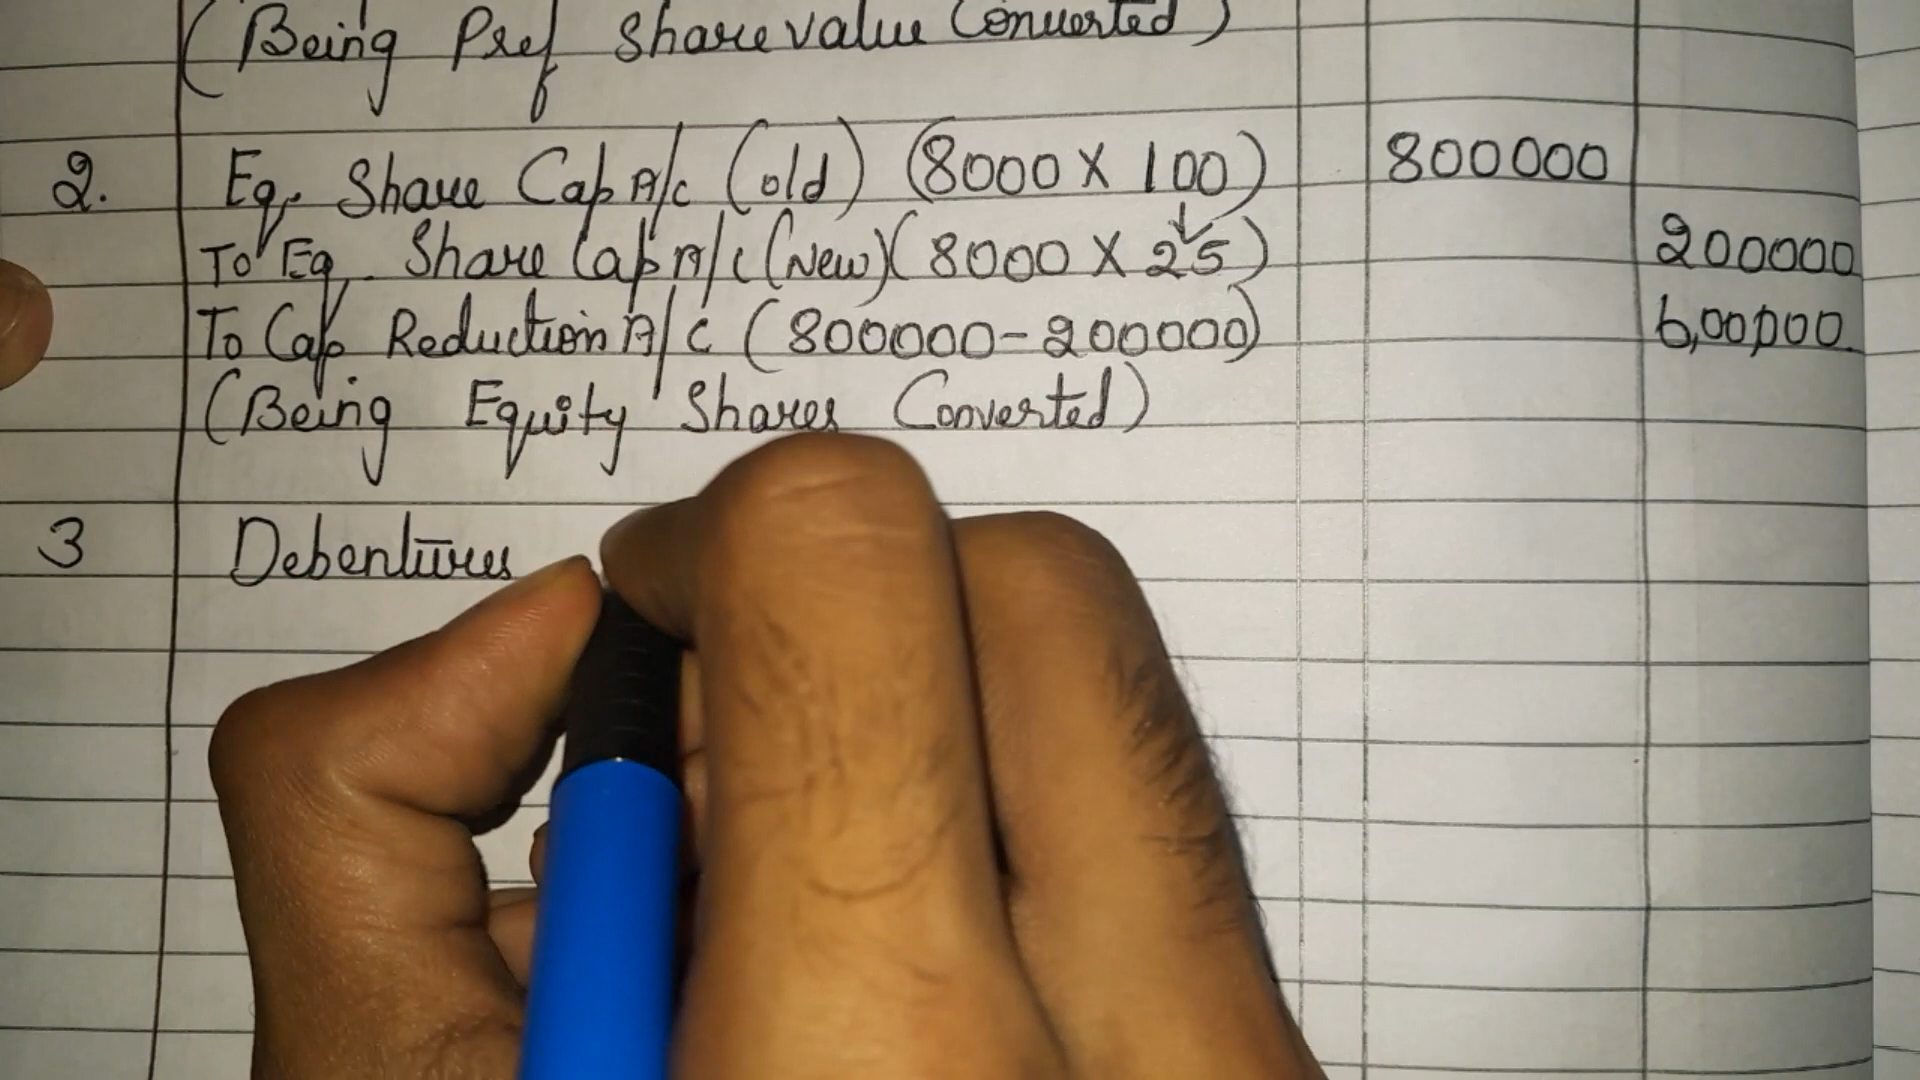 (Being Pref Share value Converted)
2. Eq. Share Cap A/c (old) (8000 X 100) 800000
To Eq. Share Cap A/c (New) (8000 X 25) 200000
To Cap Reduction A/c (800000-200000) 6,00,000
(Being Equity Shares Converted)
3 Debentures